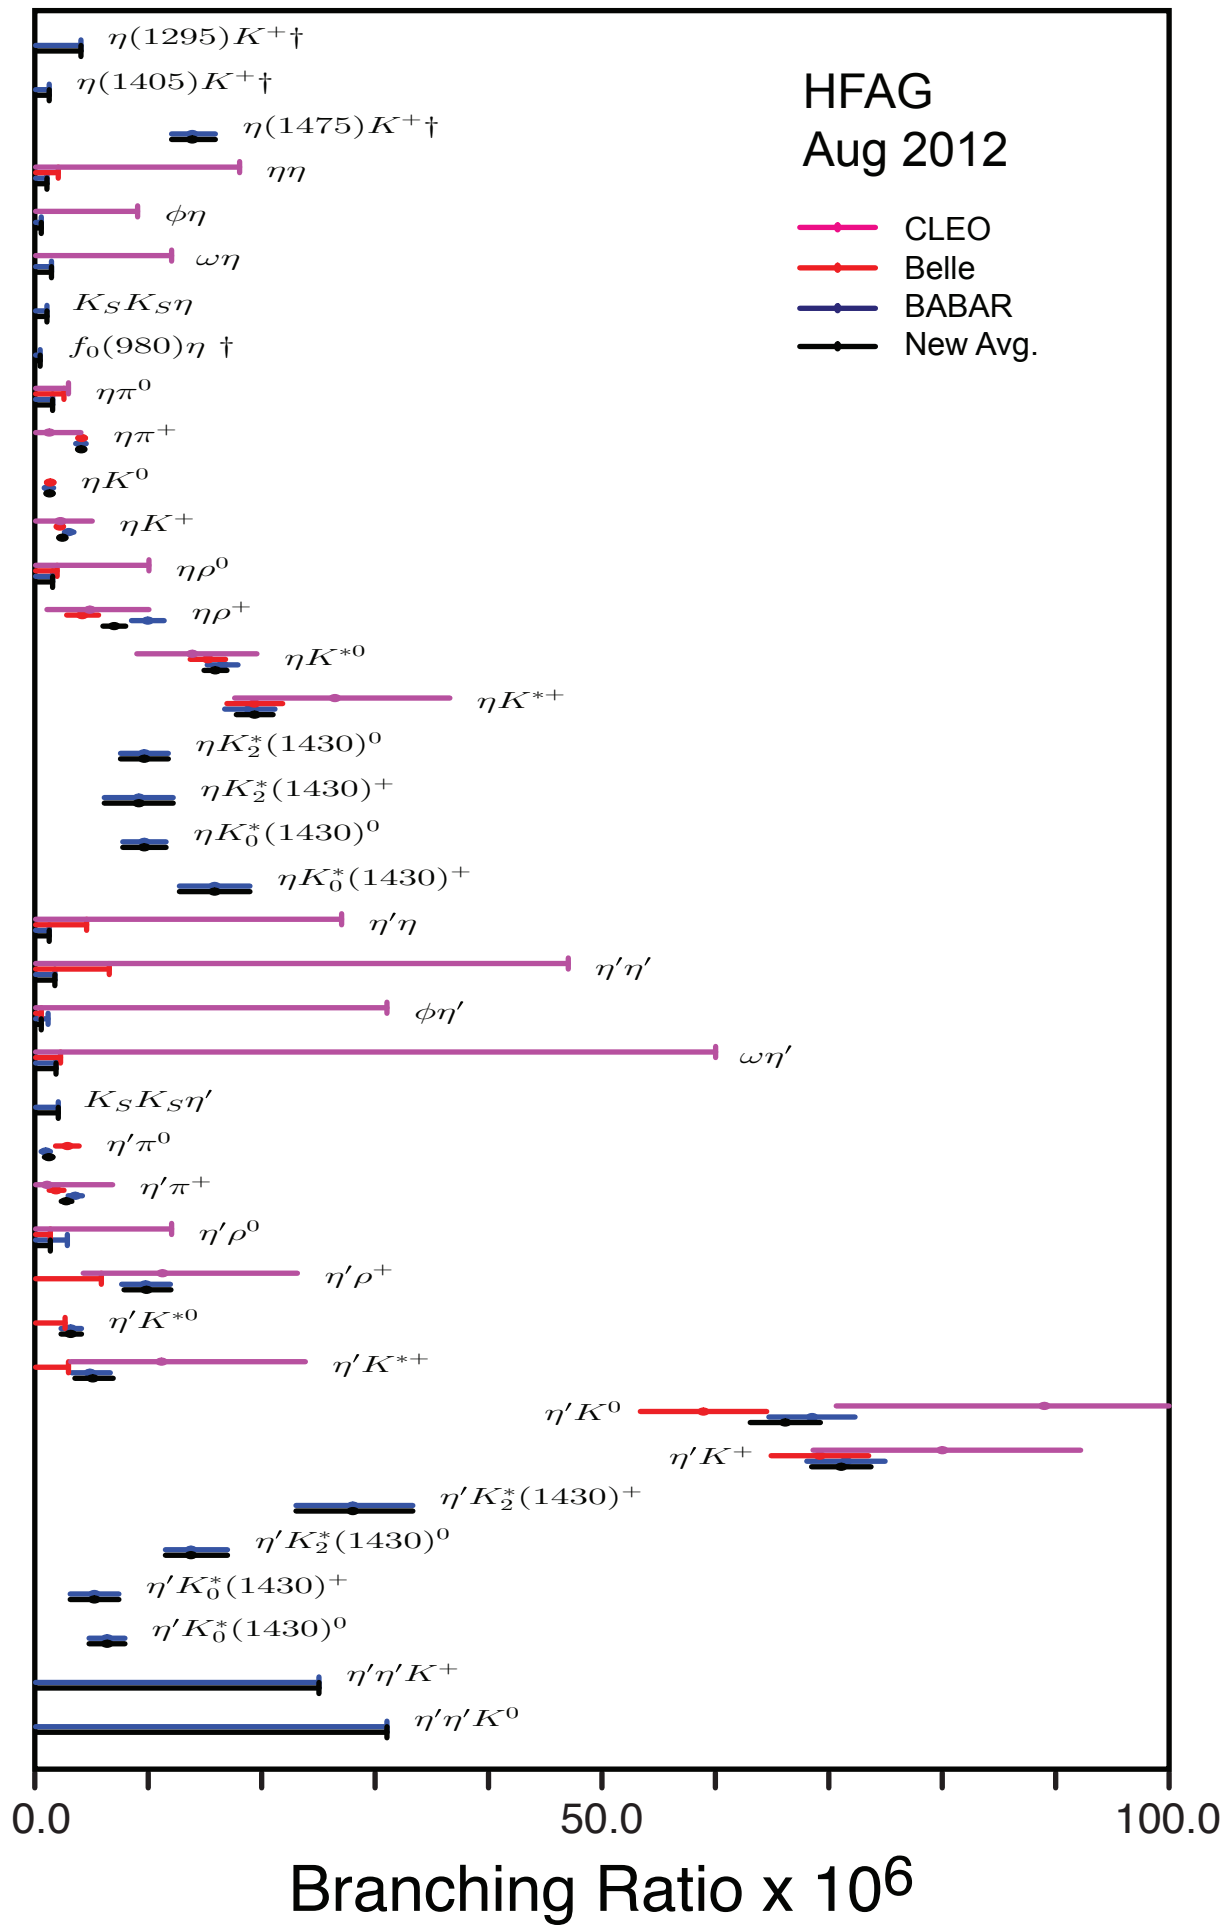 η(1295)K⁺†
η(1405)K⁺†
HFAG
η(1475)K⁺†
Aug 2012
ηη
ϕη
CLEO
ωη
Belle
K_S K_S η
BABAR
f₀(980)η †
New Avg.
ηπ⁰
ηπ⁺
ηK⁰
ηK⁺
ηρ⁰
ηρ⁺
ηK*⁰
ηK*⁺
ηK₂*(1430)⁰
ηK₂*(1430)⁺
ηK₀*(1430)⁰
ηK₀*(1430)⁺
η′η
η′η′
ϕη′
ωη′
K_S K_S η′
η′π⁰
η′π⁺
η′ρ⁰
η′ρ⁺
η′K*⁰
η′K*⁺
η′K⁰
η′K⁺
η′K₂*(1430)⁺
η′K₂*(1430)⁰
η′K₀*(1430)⁺
η′K₀*(1430)⁰
η′η′K⁺
η′η′K⁰
0.0 50.0 100.0
Branching Ratio x 10⁶